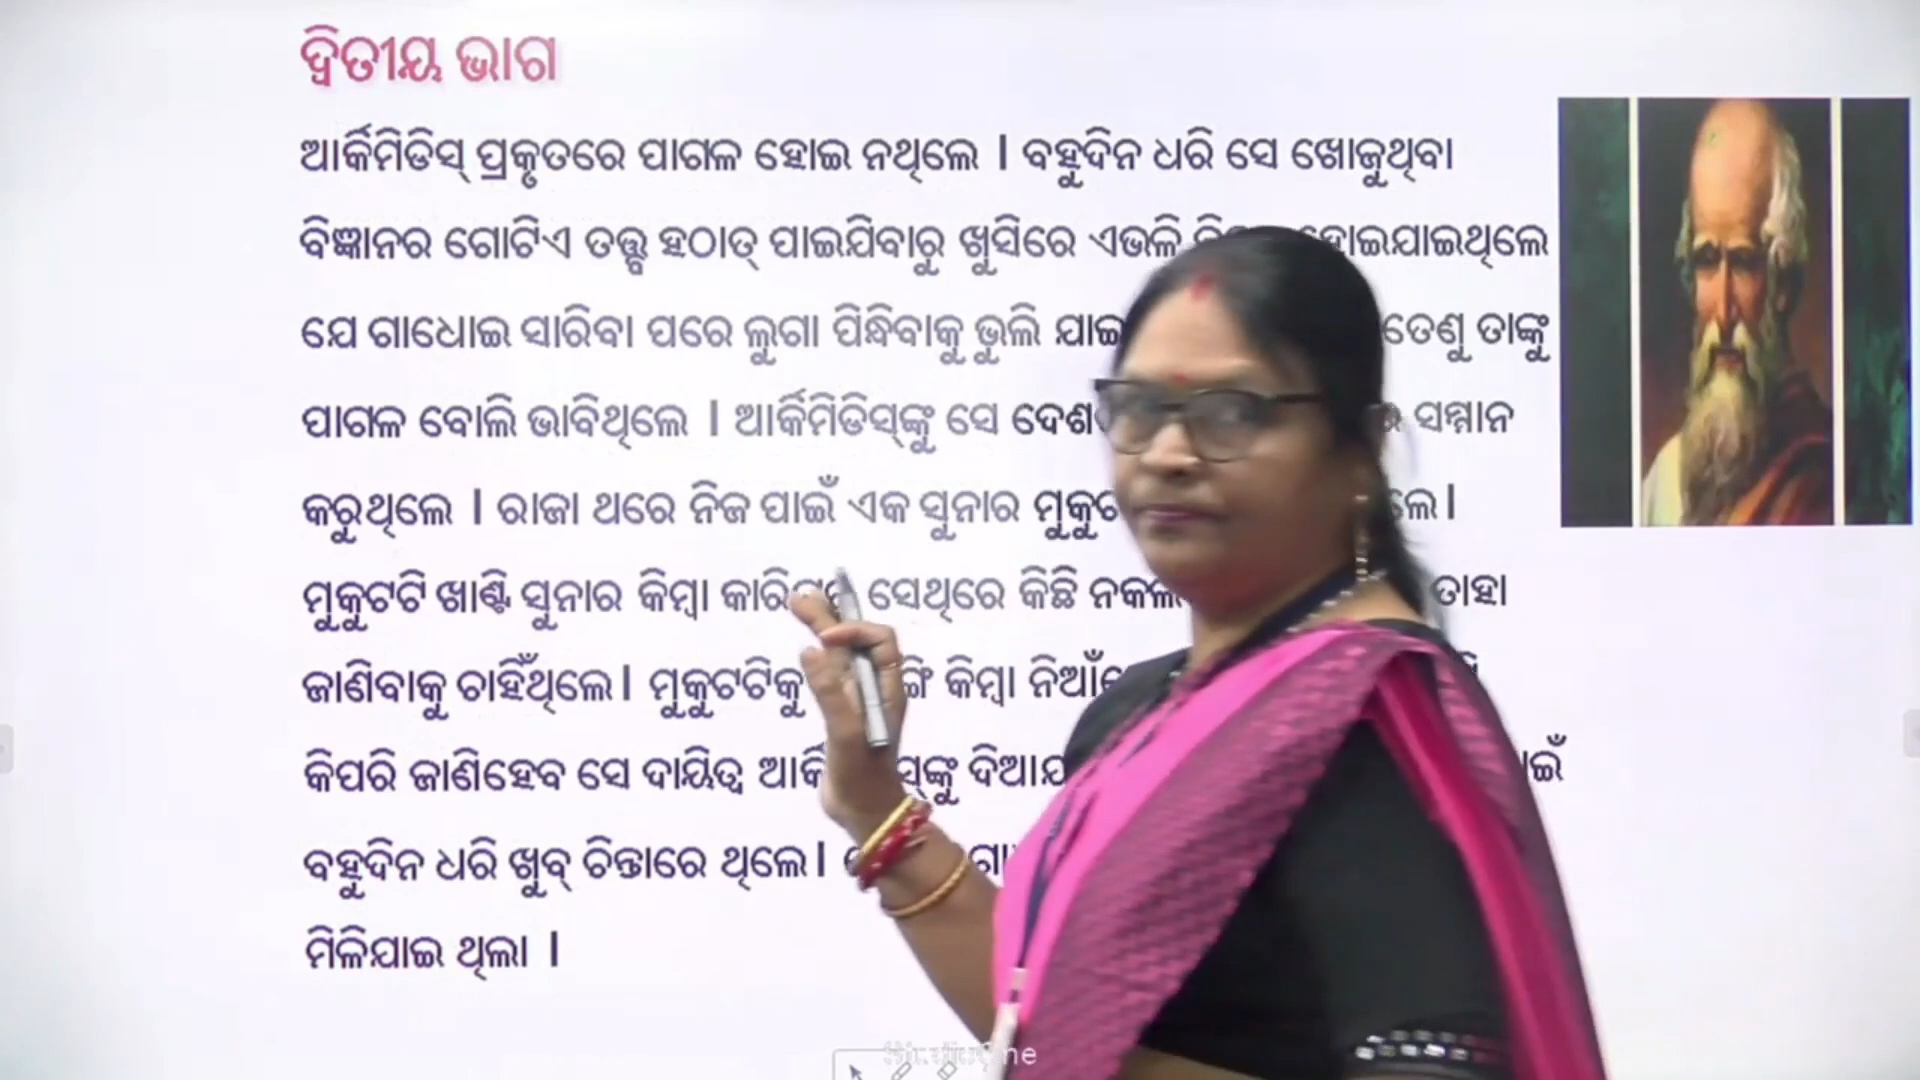 ଦ୍ୱିତୀୟ ଭାଗ
ଆର୍କିମିଡିସ୍ ପ୍ରକୃତରେ ପାଗଳ ହୋଇ ନଥିଲେ । ବହୁଦିନ ଧରି ସେ ଖୋଜୁଥିବା
ବିଜ୍ଞାନର ଗୋଟିଏ ତତ୍ତ୍ୱ ହଠାତ୍ ପାଇଯିବାରୁ ଖୁସିରେ ଏଭଳି ହୋଇଯାଇଥିଲେ
ଯେ ଗାଧୋଇ ସାରିବା ପରେ ଲୁଗା ପିନ୍ଧିବାକୁ ଭୁଲି ତେଣୁ ତାଙ୍କୁ
ପାଗଳ ବୋଲି ଭାବିଥିଲେ । ଆର୍କିମିଡିସ୍‌ଙ୍କୁ ସେ ସମ୍ମାନ
କରୁଥିଲେ । ରାଜା ଥରେ ନିଜ ପାଇଁ ଏକ ସୁନାର
ମୁକୁଟଟି ଖାଣ୍ଟି ସୁନାର କିମ୍ବା ସେଥିରେ କିଛି ତାହା
ଜାଣିବାକୁ ଚାହିଁଥିଲେ । ମୁକୁଟଟିକୁ କିମ୍ବା
କିପରି ଜାଣିହେବ ସେ ଦାୟିତ୍ୱ
ବହୁଦିନ ଧରି ଖୁବ୍ ଚିନ୍ତାରେ ଥିଲେ ।
ମିଳିଯାଇ ଥିଲା ।